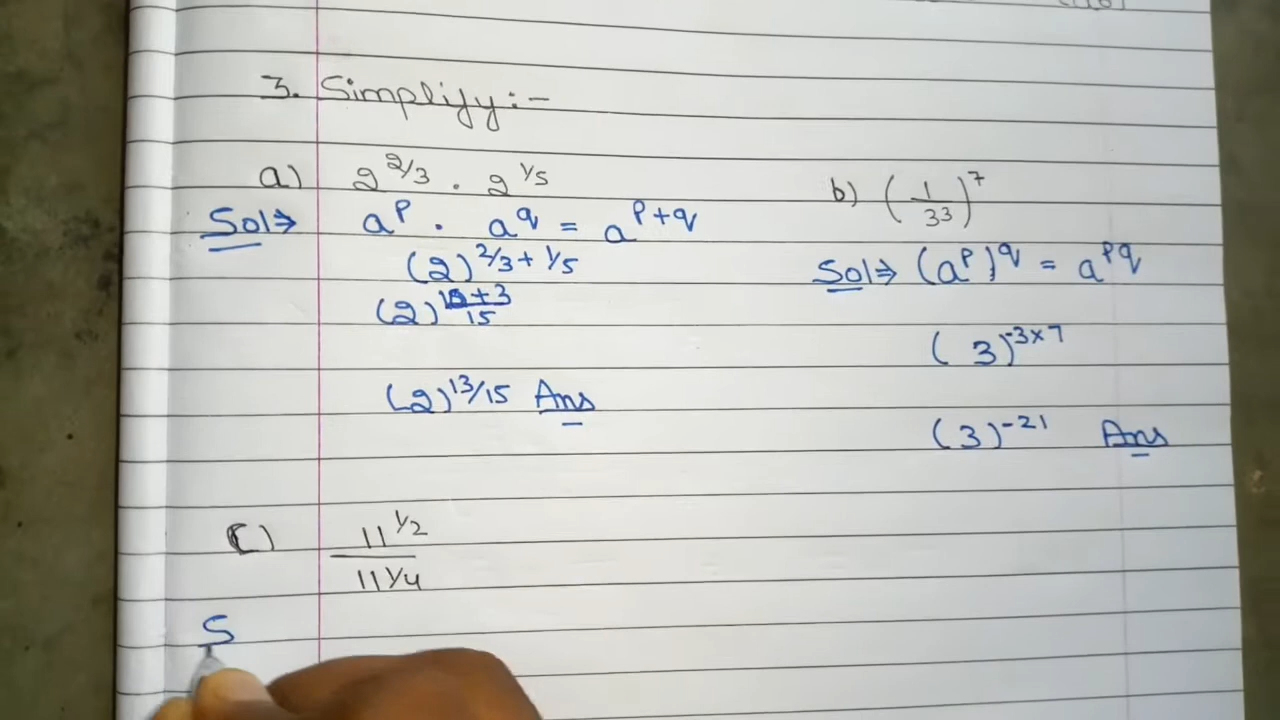 3. Simplify:-
a) 2^2/3 . 2^1/5
Sol⇒ a^p . a^q = a^p+q
(2)^2/3 + 1/5
(2)^10+3/15
(2)^13/15 Ans
b) (1/3^3)^7
Sol⇒ (a^p)^q = a^pq
(3)^-3×7
(3)^-21 Ans
C) 11^1/2
11^1/4
S